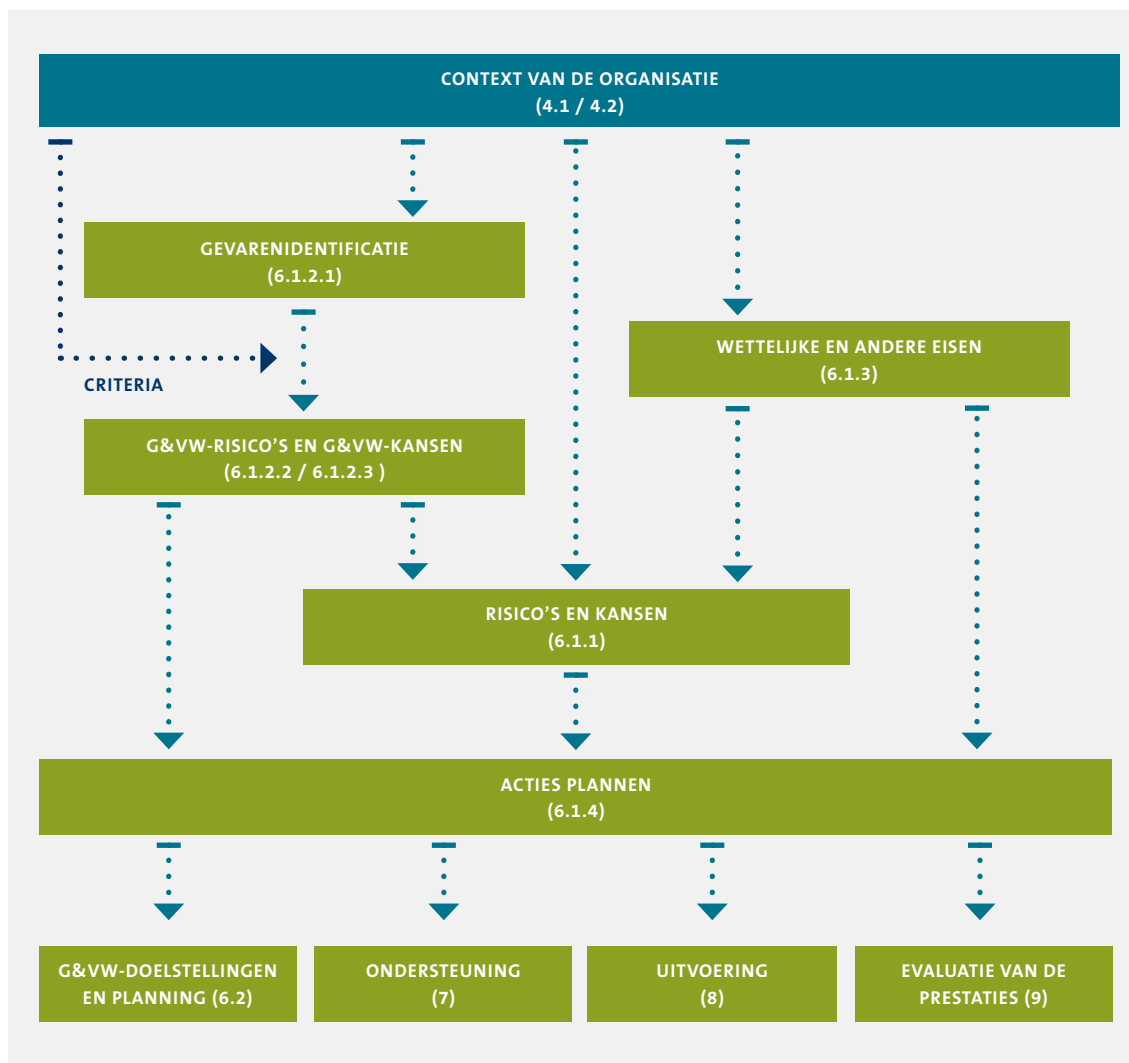 CONTEXT VAN DE ORGANISATIE
(4.1 / 4.2)
GEVARENIDENTIFICATIE
(6.1.2.1)
WETTELIJKE EN ANDERE EISEN
(6.1.3)
CRITERIA
G&VW-RISICO’S EN G&VW-KANSEN
(6.1.2.2 / 6.1.2.3 )
RISICO’S EN KANSEN
(6.1.1)
ACTIES PLANNEN
(6.1.4)
G&VW-DOELSTELLINGEN
EN PLANNING (6.2)
ONDERSTEUNING
(7)
UITVOERING
(8)
EVALUATIE VAN DE
PRESTATIES (9)